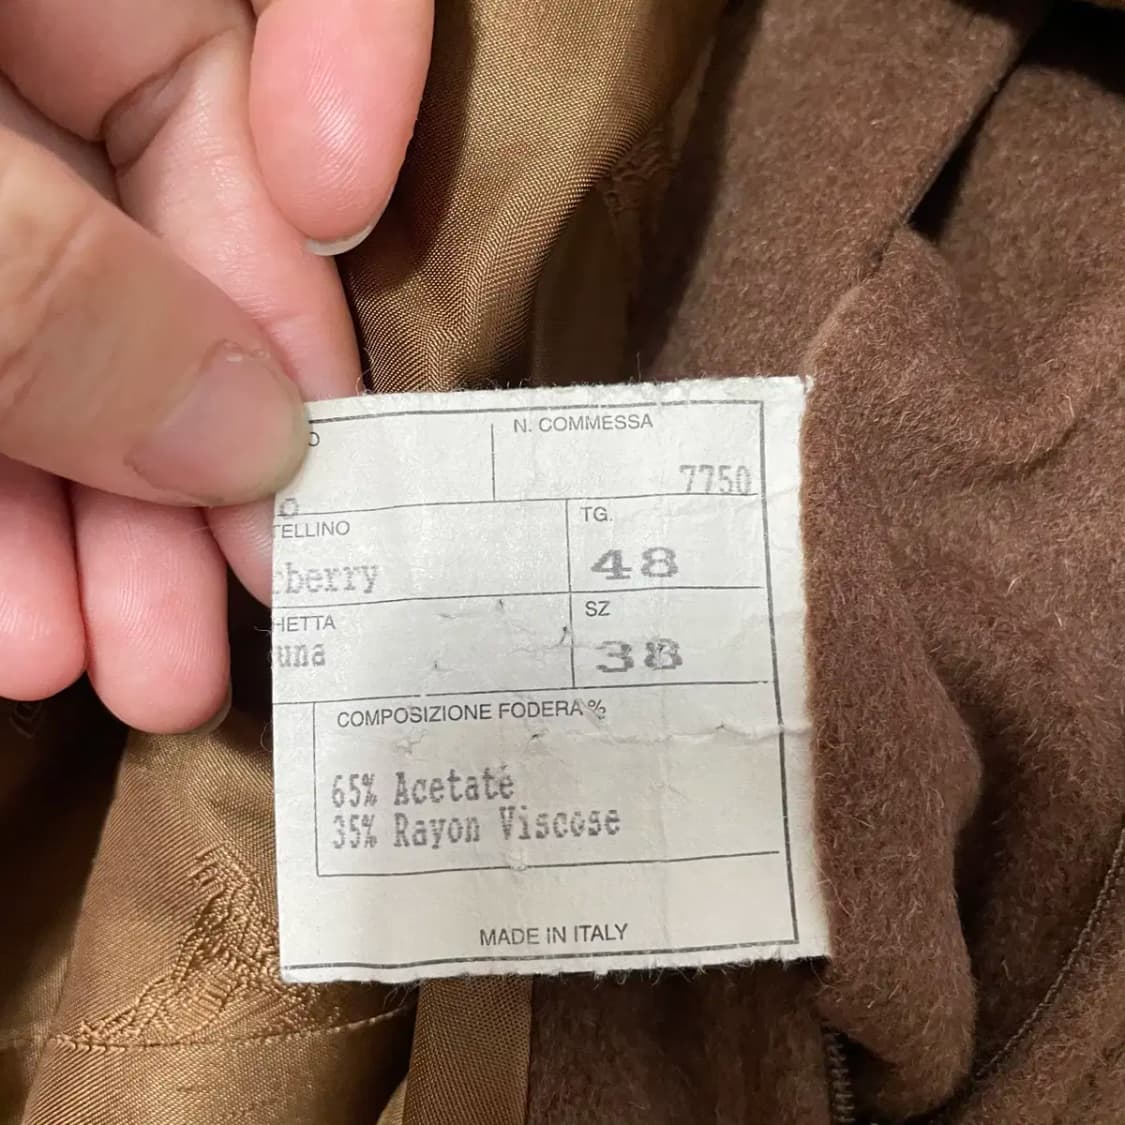 O
N. COMMESSA
7750
O
TELLINO
TG.
berry
48
HETTA
SZ
una
38
COMPOSIZIONE FODERA %
65% Acetate
35% Rayon Viscose
MADE IN ITALY